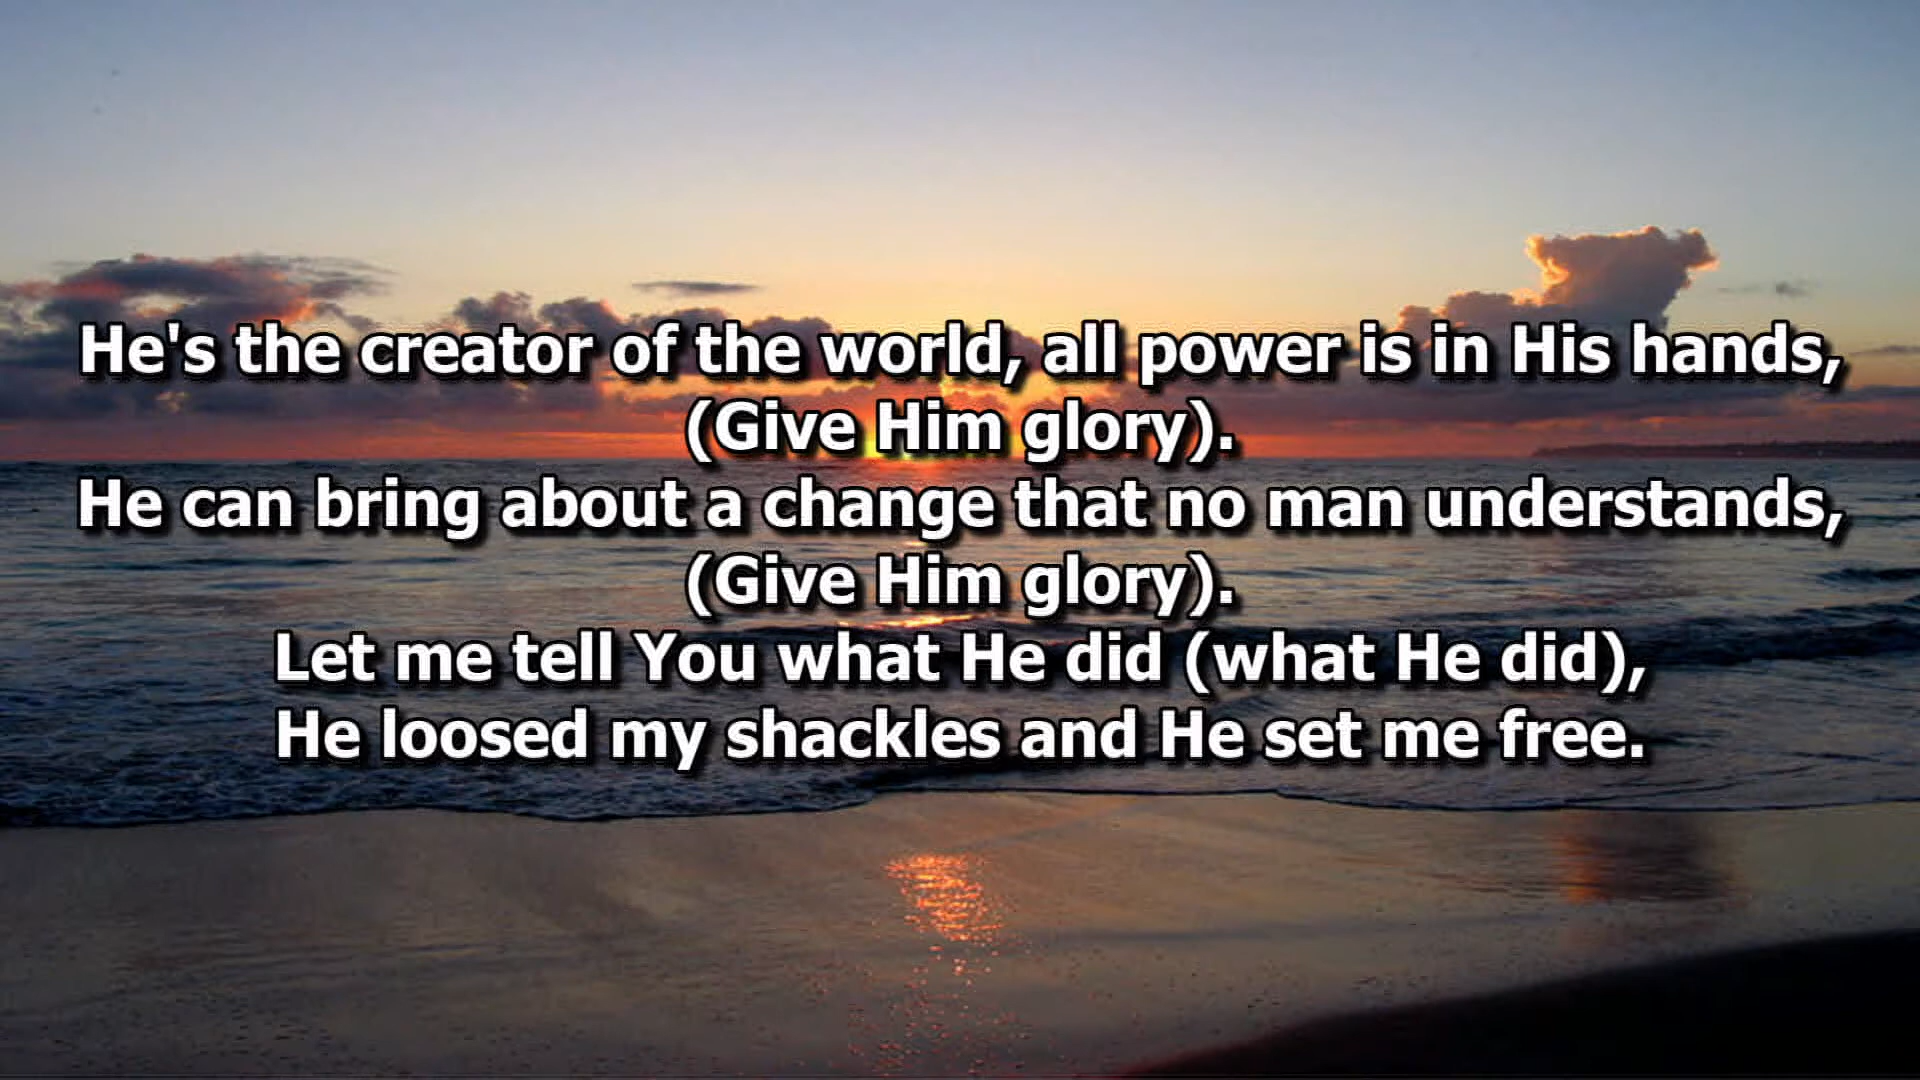 He's the creator of the world, all power is in His hands,
(Give Him glory).
He can bring about a change that no man understands,
(Give Him glory).
Let me tell You what He did (what He did),
He loosed my shackles and He set me free.